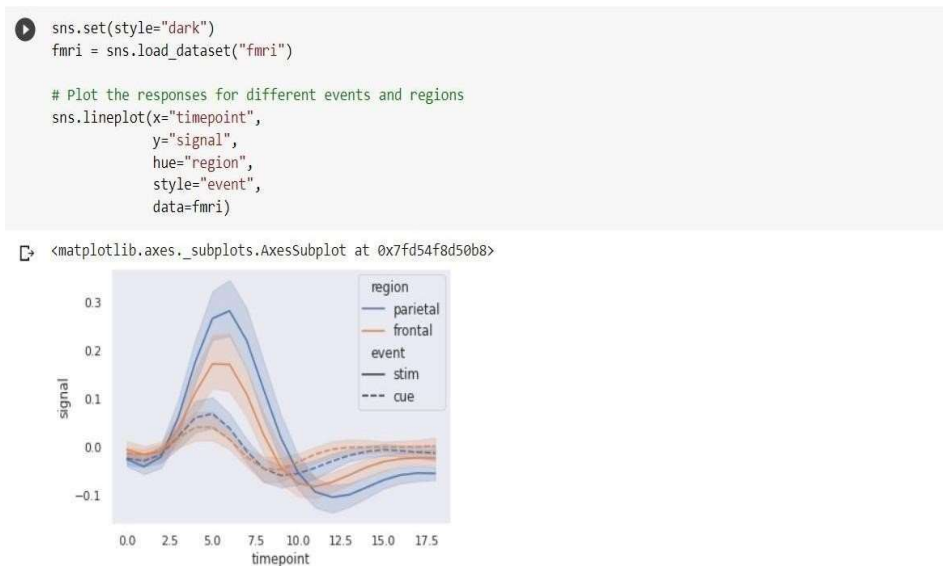 sns.set(style="dark")
fmri = sns.load_dataset("fmri")
# Plot the responses for different events and regions
sns.lineplot(x="timepoint",
y="signal",
hue="region",
style="event",
data=fmri)
<matplotlib.axes._subplots.AxesSubplot at 0x7fd54f8d50b8>
region
parietal
frontal
event
stim
cue
signal
0.3
0.2
0.1
0.0
−0.1
0.0 2.5 5.0 7.5 10.0 12.5 15.0 17.5
timepoint